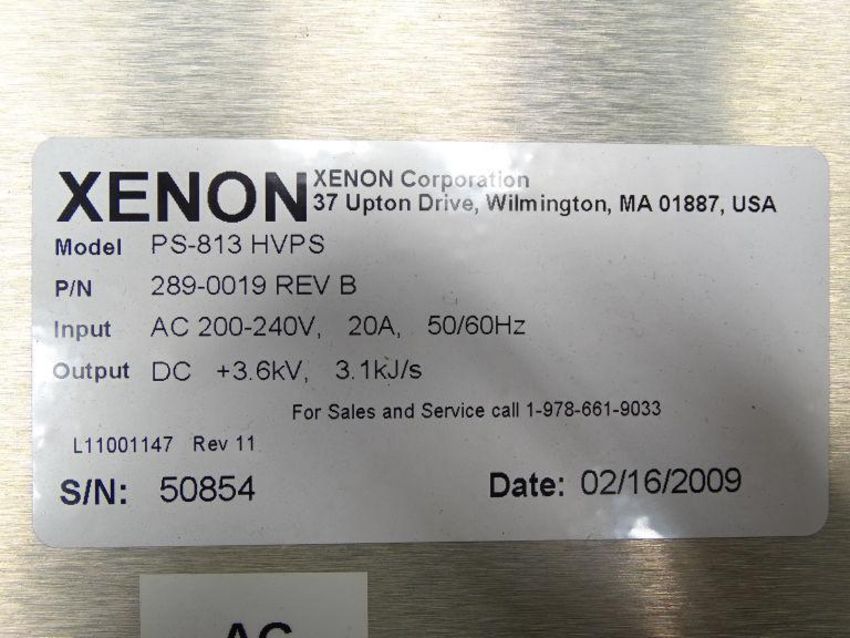 XENON
XENON Corporation
37 Upton Drive, Wilmington, MA 01887, USA
Model PS-813 HVPS
P/N 289-0019 REV B
Input AC 200-240V, 20A, 50/60Hz
Output DC +3.6kV, 3.1kJ/s
For Sales and Service call 1-978-661-9033
L11001147 Rev 11
S/N: 50854 Date: 02/16/2009
AC